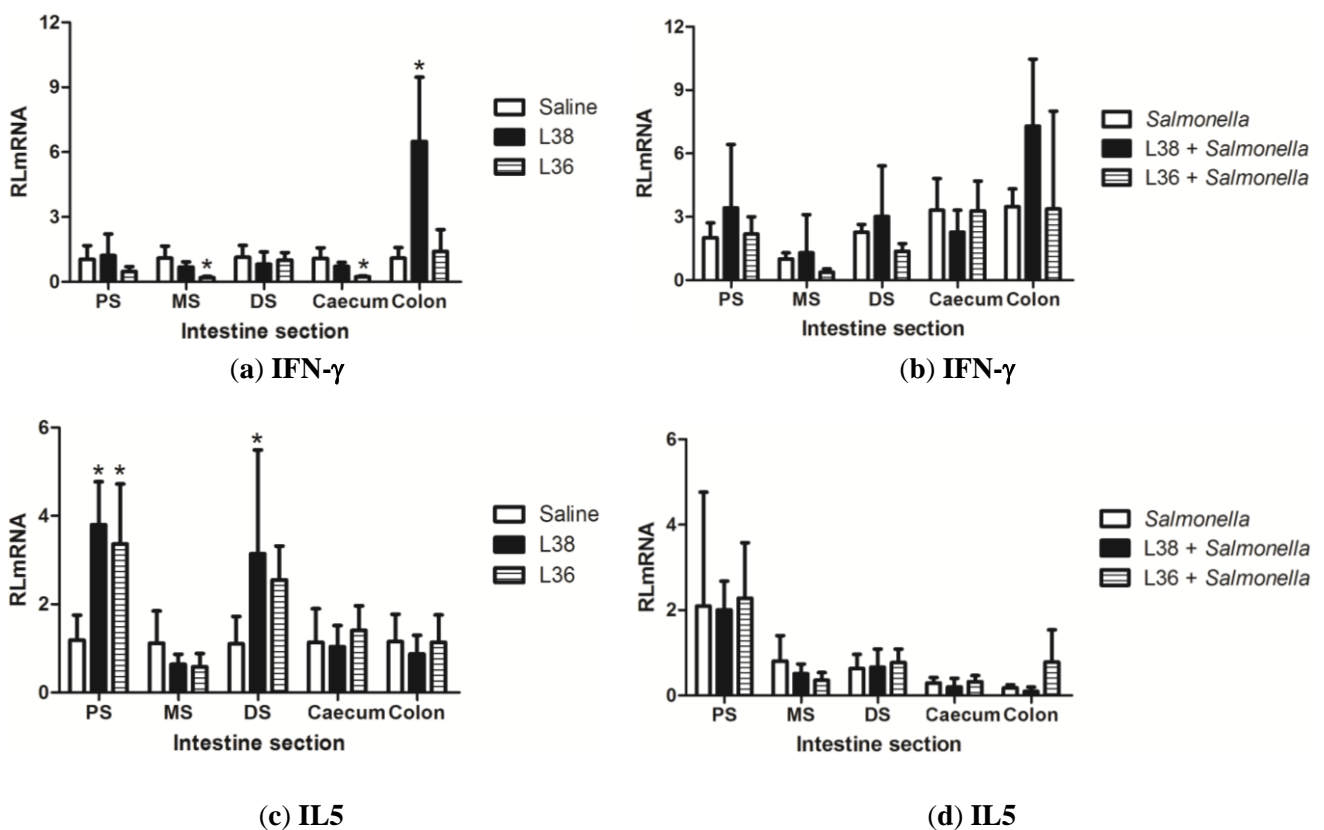 12
9
6
3
0
RLmRNA
*
*
*
PS MS DS Caecum Colon
Intestine section
Saline
L38
L36
(a) IFN-γ
12
9
6
3
0
RLmRNA
PS MS DS Caecum Colon
Intestine section
Salmonella
L38 + Salmonella
L36 + Salmonella
(b) IFN-γ
6
4
2
0
RLmRNA
* *
*
PS MS DS Caecum Colon
Intestine section
Saline
L38
L36
(c) IL5
6
4
2
0
RLmRNA
PS MS DS Caecum Colon
Intestine section
Salmonella
L38 + Salmonella
L36 + Salmonella
(d) IL5